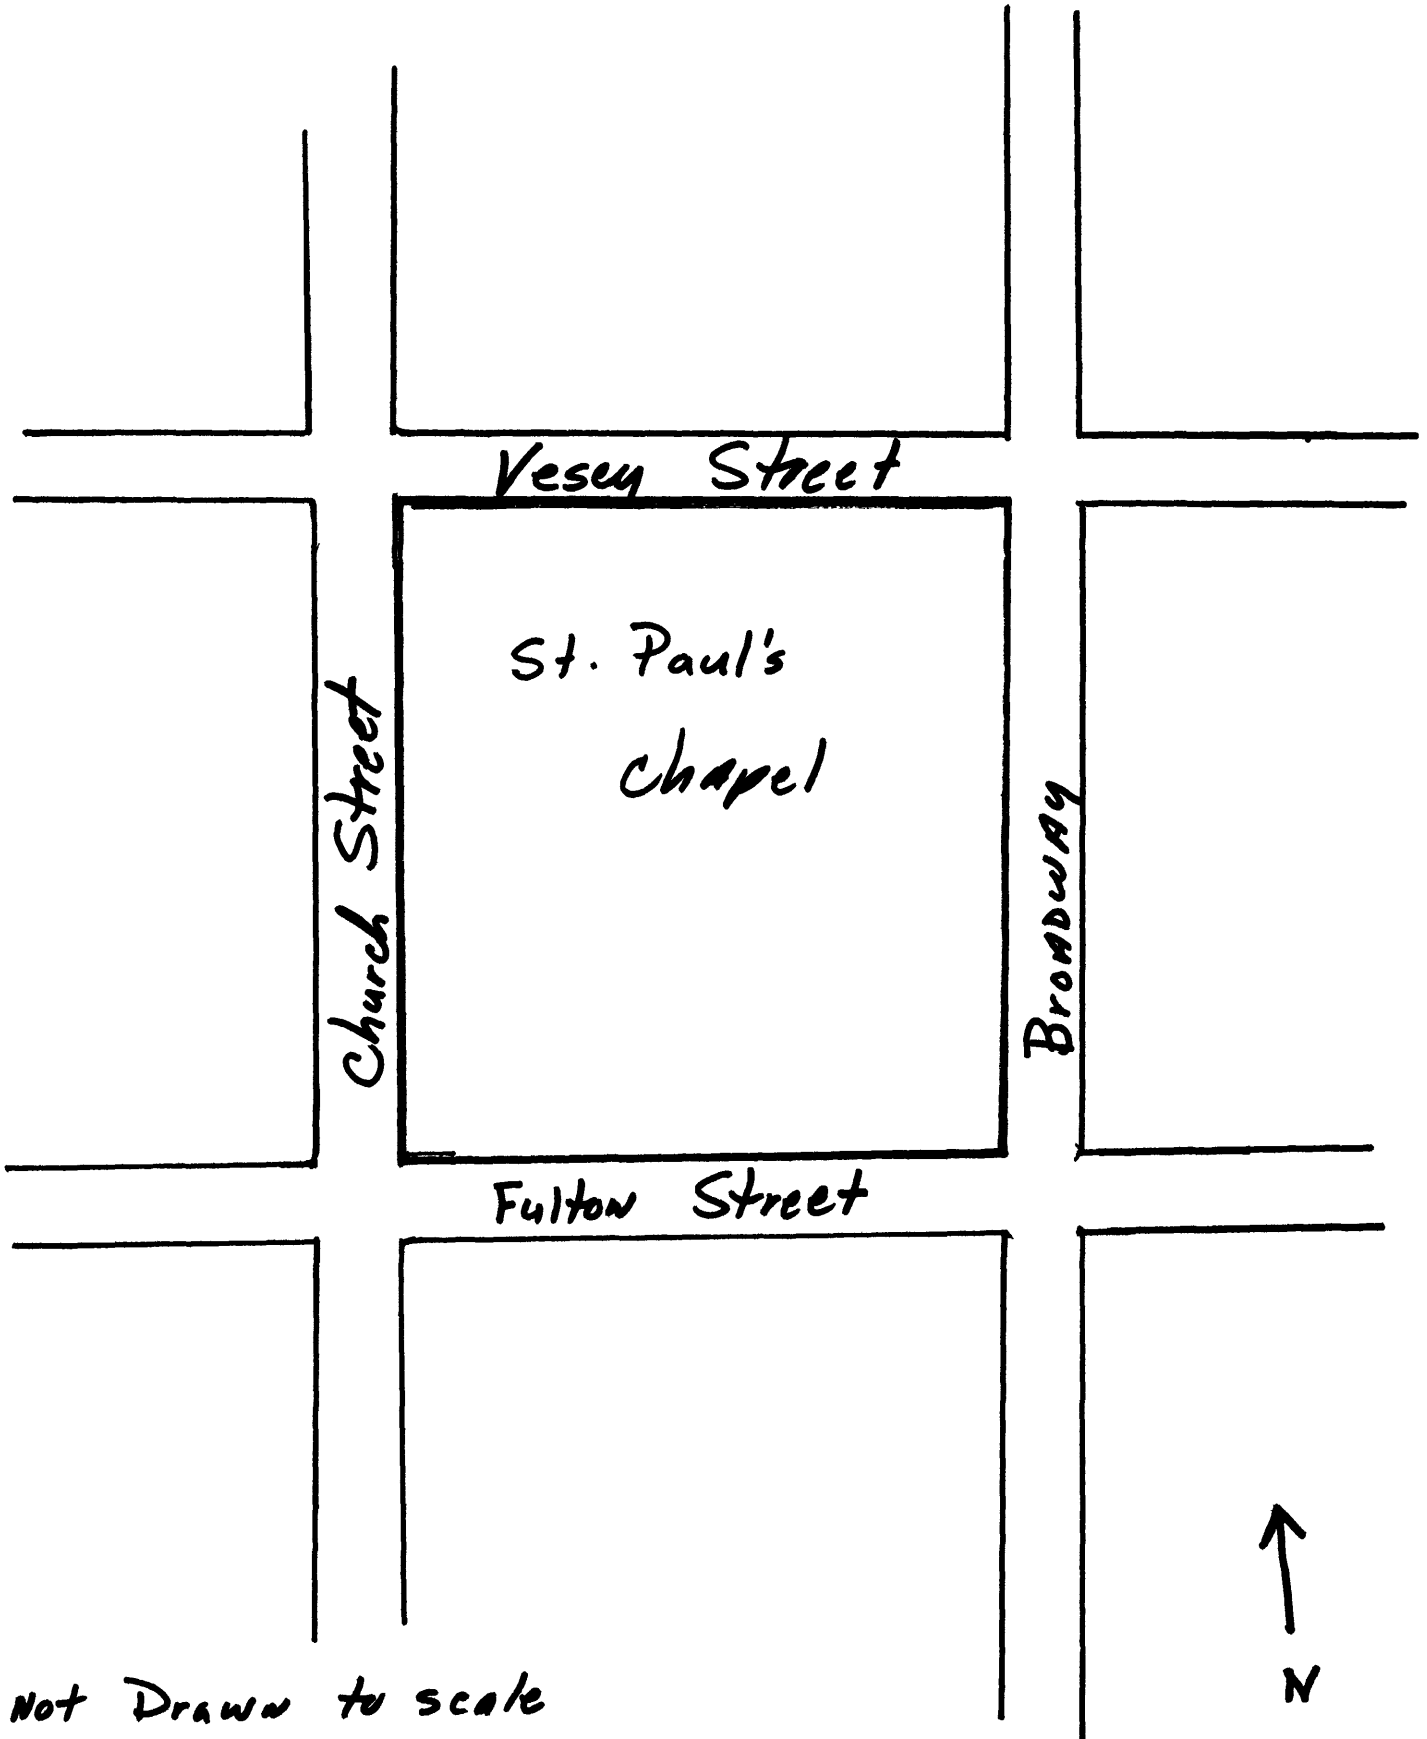 Vesey Street
St. Paul's
Chapel
Church Street
BroADWAY
Fulton Street
N
Not Drawn to scale